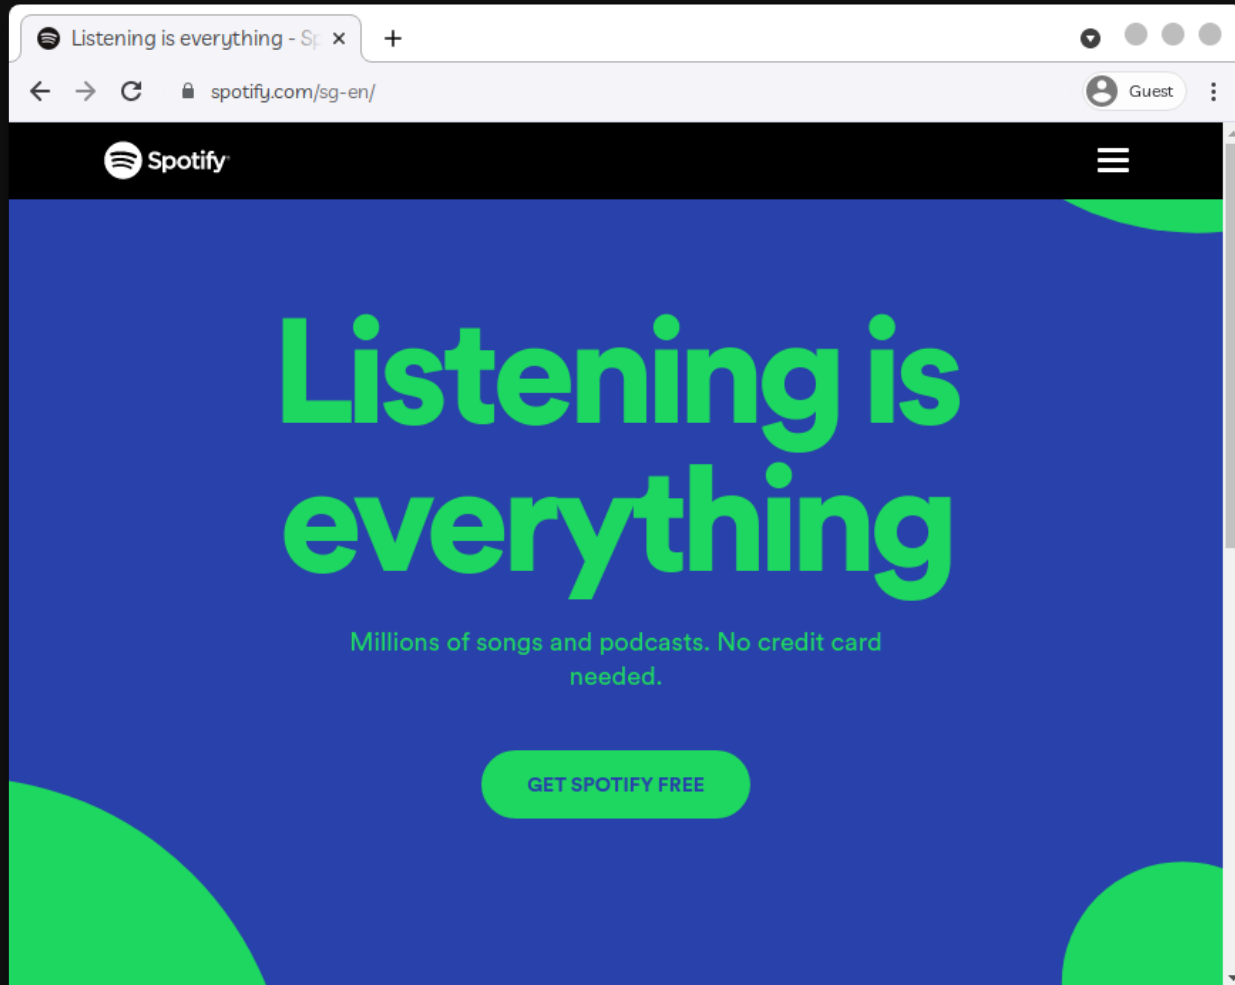 Listening is everything - Sp
spotify.com/sg-en/
Guest
Spotify
Listening is
everything
Millions of songs and podcasts. No credit card
needed.
GET SPOTIFY FREE